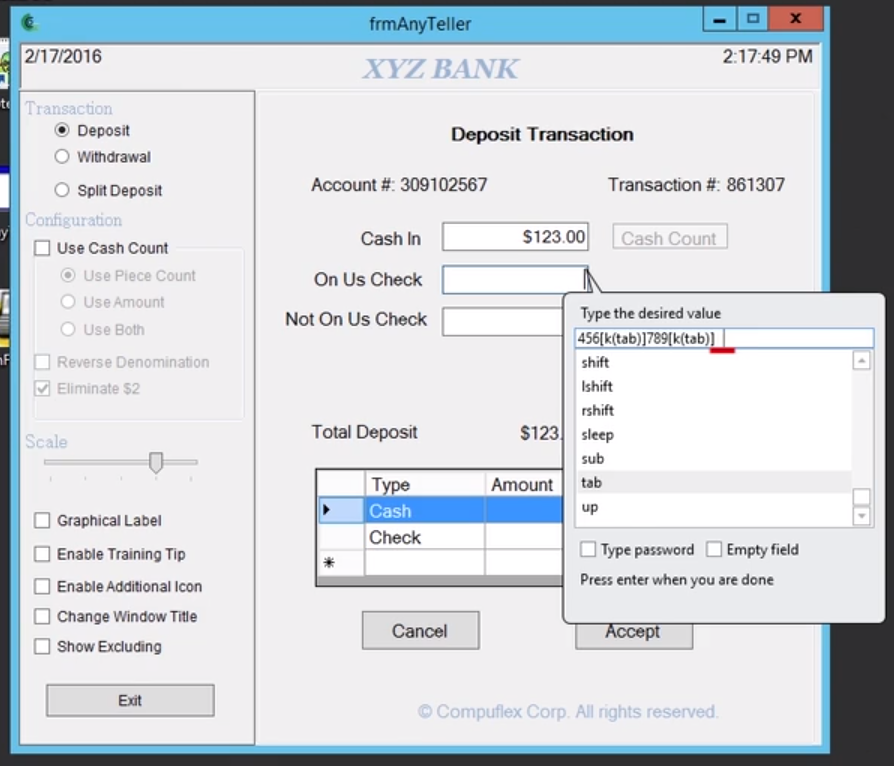 frmAnyTeller
2/17/2016
XYZ BANK
2:17:49 PM
Transaction
Deposit
Withdrawal
Split Deposit
Configuration
Use Cash Count
Use Piece Count
Use Amount
Use Both
Reverse Denomination
Eliminate $2
Scale
Graphical Label
Enable Training Tip
Enable Additional Icon
Change Window Title
Show Excluding
Exit
Deposit Transaction
Account #: 309102567
Transaction #: 861307
Cash In
$123.00
Cash Count
On Us Check
Not On Us Check
Total Deposit
$123.
Type
Amount
Cash
Check
Cancel
Accept
© Compuflex Corp. All rights reserved.
Type the desired value
456[k(tab)]789[k(tab)]
shift
lshift
rshift
sleep
sub
tab
up
Type password
Empty field
Press enter when you are done